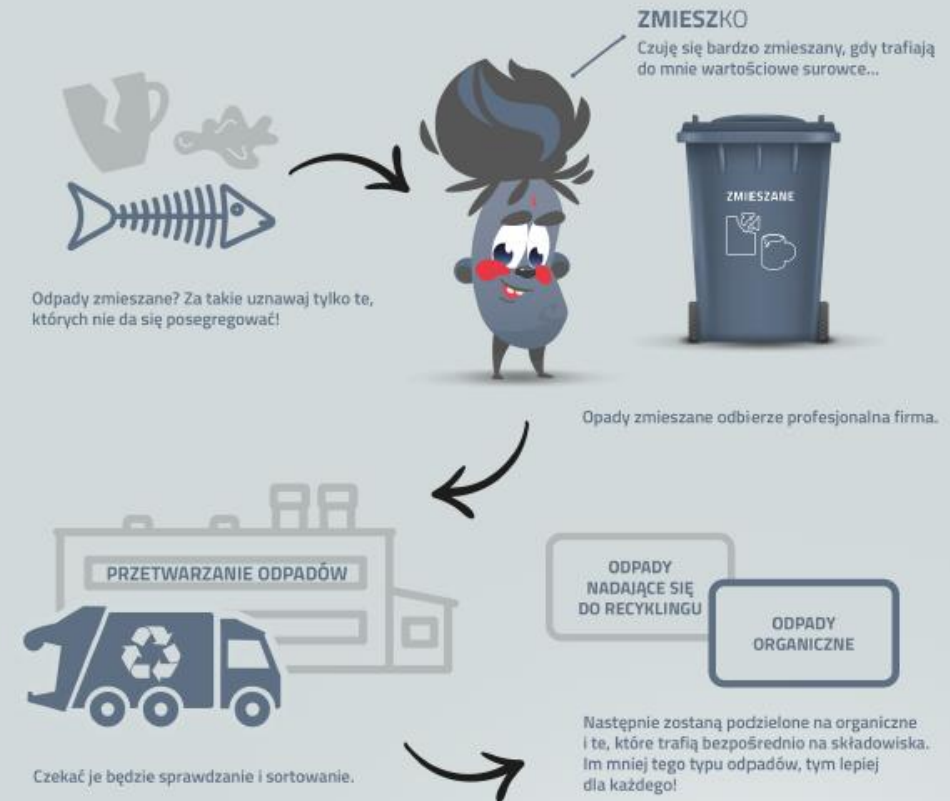 ZMIESZKO
Czuję się bardzo zmieszany, gdy trafiają
do mnie wartościowe surowce...
ZMIESZANE
Odpady zmieszane? Za takie uznawaj tylko te,
których nie da się posegregować!
Opady zmieszane odbierze profesjonalna firma.
PRZETWARZANIE ODPADÓW
Czekać je będzie sprawdzanie i sortowanie.
ODPADY
NADAJĄCE SIĘ
DO RECYKLINGU
ODPADY
ORGANICZNE
Następnie zostaną podzielone na organiczne
i te, które trafią bezpośrednio na składowiska.
Im mniej tego typu odpadów, tym lepiej
dla każdego!